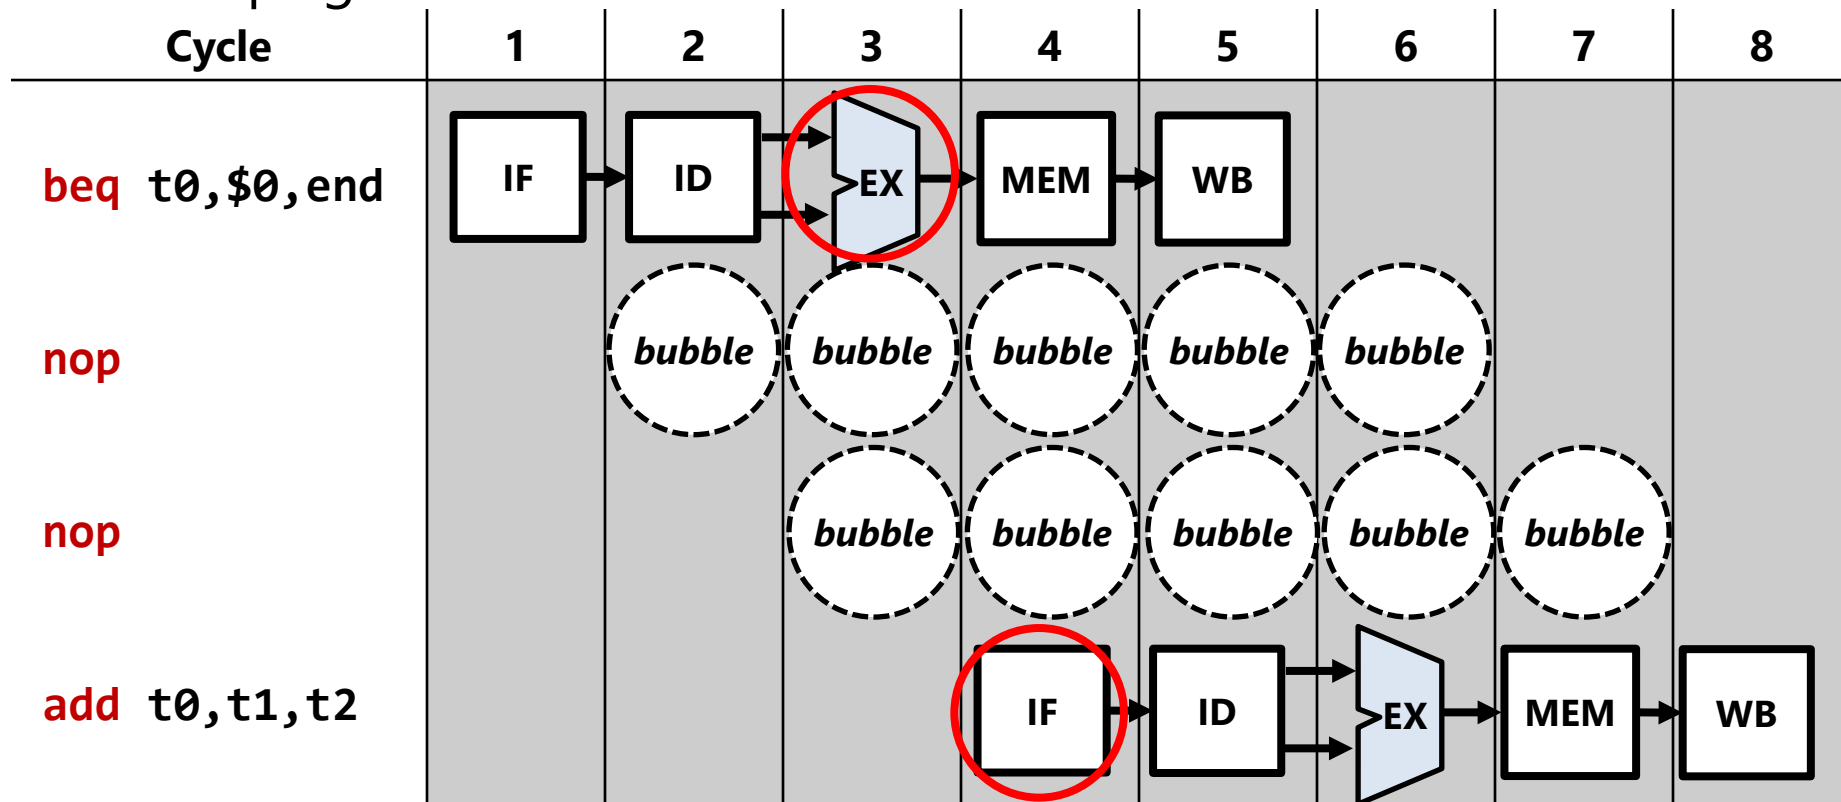 Cycle 1 2 3 4 5 6 7 8
beq t0,$0,end IF ID EX MEM WB
nop bubble bubble bubble bubble bubble
nop bubble bubble bubble bubble bubble
add t0,t1,t2 IF ID EX MEM WB